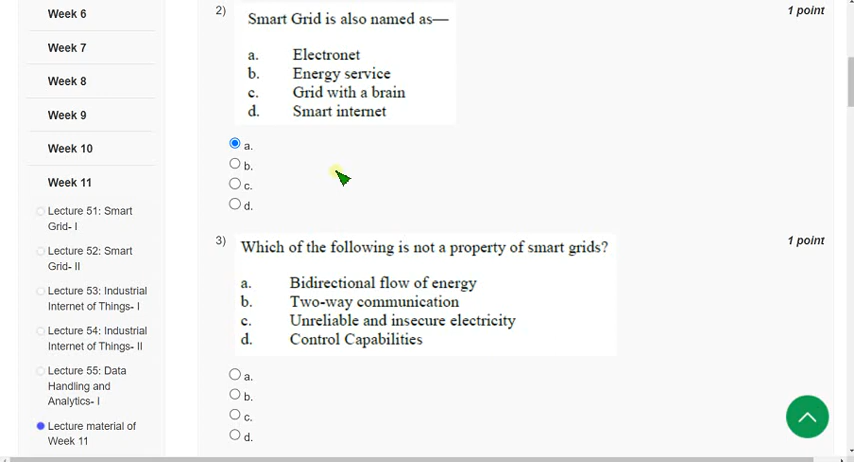 Week 6
Week 7
Week 8
Week 9
Week 10
Week 11
Lecture 51: Smart
Grid- I
Lecture 52: Smart
Grid- II
Lecture 53: Industrial
Internet of Things- I
Lecture 54: Industrial
Internet of Things- II
Lecture 55: Data
Handling and
Analytics- I
Lecture material of
Week 11
2) 1 point
Smart Grid is also named as—
a. Electronet
b. Energy service
c. Grid with a brain
d. Smart internet
a.
b.
c.
d.
3) 1 point
Which of the following is not a property of smart grids?
a. Bidirectional flow of energy
b. Two-way communication
c. Unreliable and insecure electricity
d. Control Capabilities
a.
b.
c.
d.